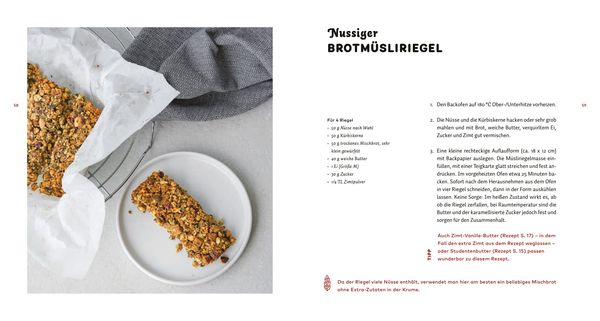 50
Nussiger
BROTMÜSLIRIEGEL
Für 4 Riegel
– 50 g Nüsse nach Wahl
– 50 g Kürbiskerne
– 50 g trockenes Mischbrot, sehr
klein gewürfelt
– 40 g weiche Butter
– 1 Ei (Größe M)
– 30 g Zucker
– 1/4 TL Zimtpulver
1. Den Backofen auf 180 °C Ober-/Unterhitze vorheizen.
2. Die Nüsse und die Kürbiskerne hacken oder sehr grob
mahlen und mit Brot, weiche Butter, verquirltem Ei,
Zucker und Zimt gut vermischen.
3. Eine kleine rechteckige Auflaufform (ca. 18 x 12 cm)
mit Backpapier auslegen. Die Müsliriegelmasse ein-
füllen, mit einer Teigkarte glatt streichen und fest an-
drücken. Im vorgeheizten Ofen etwa 25 Minuten ba-
cken. Sofort nach dem Herausnehmen aus dem Ofen
in vier Riegel schneiden, dann in der Form auskühlen
lassen. Keine Sorge: Im heißen Zustand wirkt es, als
ob die Riegel zerfallen, bei Raumtemperatur sind die
Butter und der karamellisierte Zucker jedoch fest und
sorgen für den Zusammenhalt.
TIPP
Auch Zimt-Vanille-Butter (Rezept S. 17) – in dem
Fall den extra Zimt aus dem Rezept weglassen –
oder Studentenbutter (Rezept S. 15) passen
wunderbar zu diesem Rezept.
Da der Riegel viele Nüsse enthält, verwendet man hier am besten ein beliebiges Mischbrot
ohne Extra-Zutaten in der Krume.
51